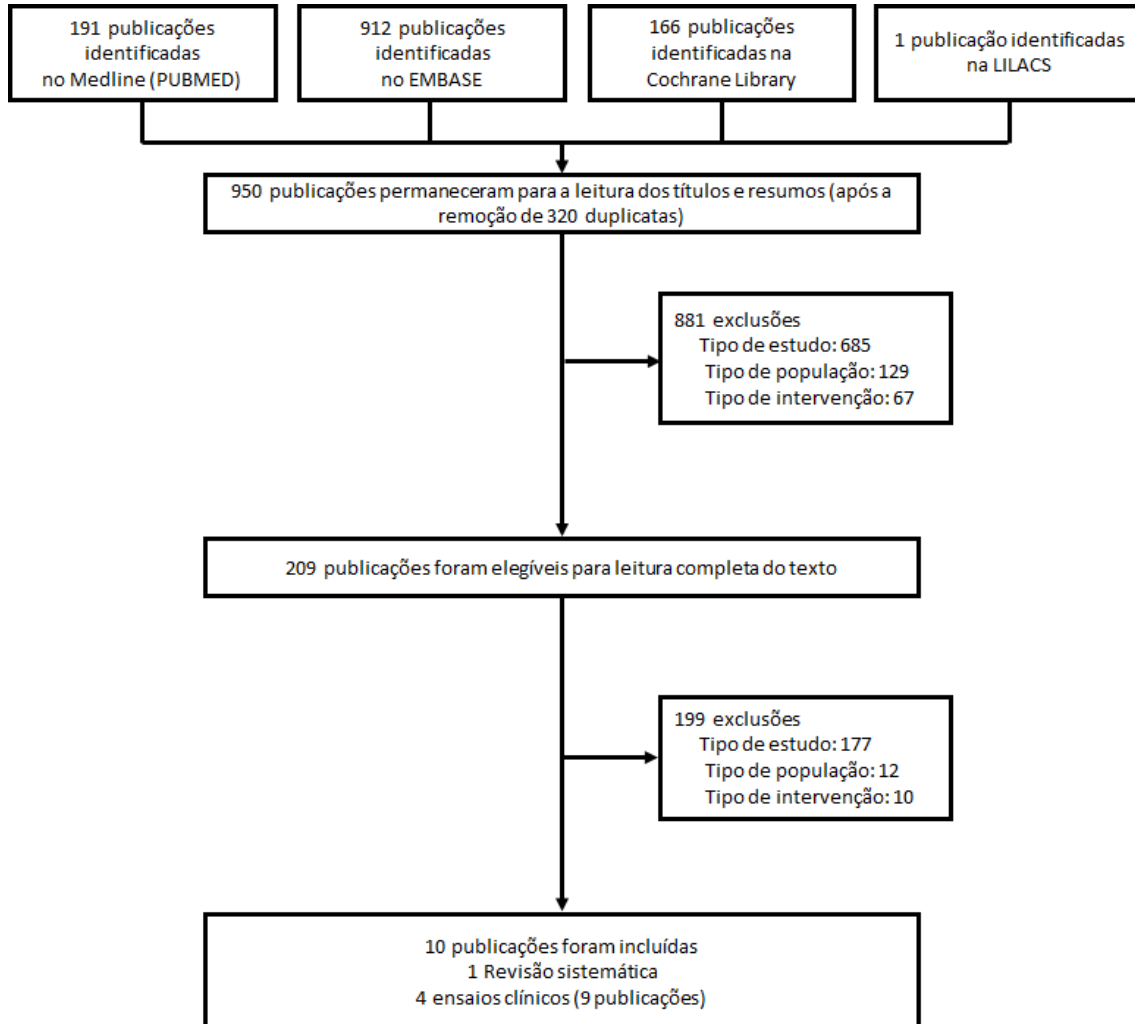 191 publicações
identificadas
no Medline (PUBMED)
912 publicações
identificadas
no EMBASE
166 publicações
identificadas na
Cochrane Library
1 publicação identificadas
na LILACS
950 publicações permaneceram para a leitura dos títulos e resumos (após a
remoção de 320 duplicatas)
881 exclusões
Tipo de estudo: 685
Tipo de população: 129
Tipo de intervenção: 67
209 publicações foram elegíveis para leitura completa do texto
199 exclusões
Tipo de estudo: 177
Tipo de população: 12
Tipo de intervenção: 10
10 publicações foram incluídas
1 Revisão sistemática
4 ensaios clínicos (9 publicações)